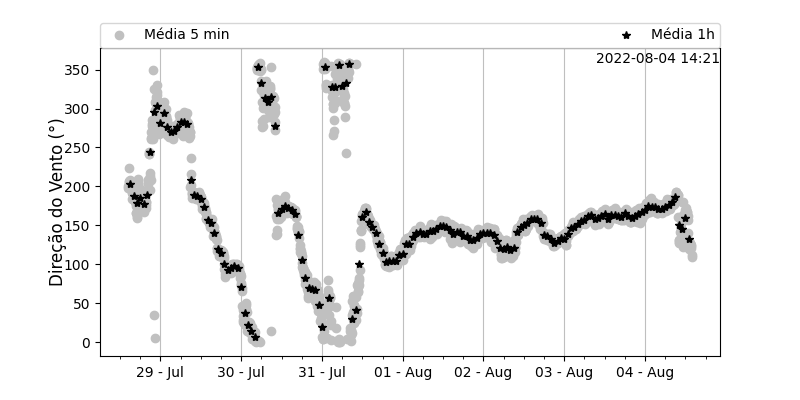 Média 5 min
Média 1h
2022-08-04 14:21
Direção do Vento (°)
350
300
250
200
150
100
50
0
29 - Jul
30 - Jul
31 - Jul
01 - Aug
02 - Aug
03 - Aug
04 - Aug